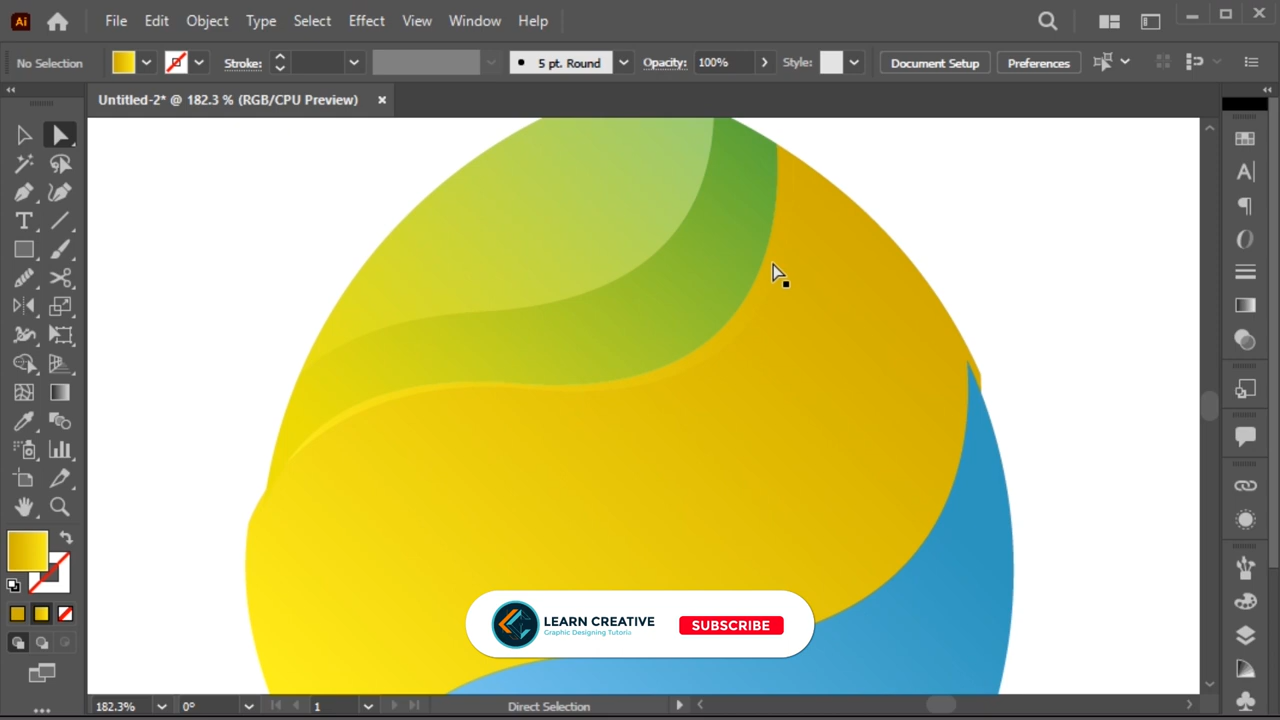 Ai
File Edit Object Type Select Effect View Window Help
No Selection
Stroke:
5 pt. Round
Opacity: 100%
Style:
Document Setup
Preferences
Untitled-2* @ 182.3 % (RGB/CPU Preview)
LEARN CREATIVE
Graphic Designing Tutoria
SUBSCRIBE
182.3%
0°
1
Direct Selection